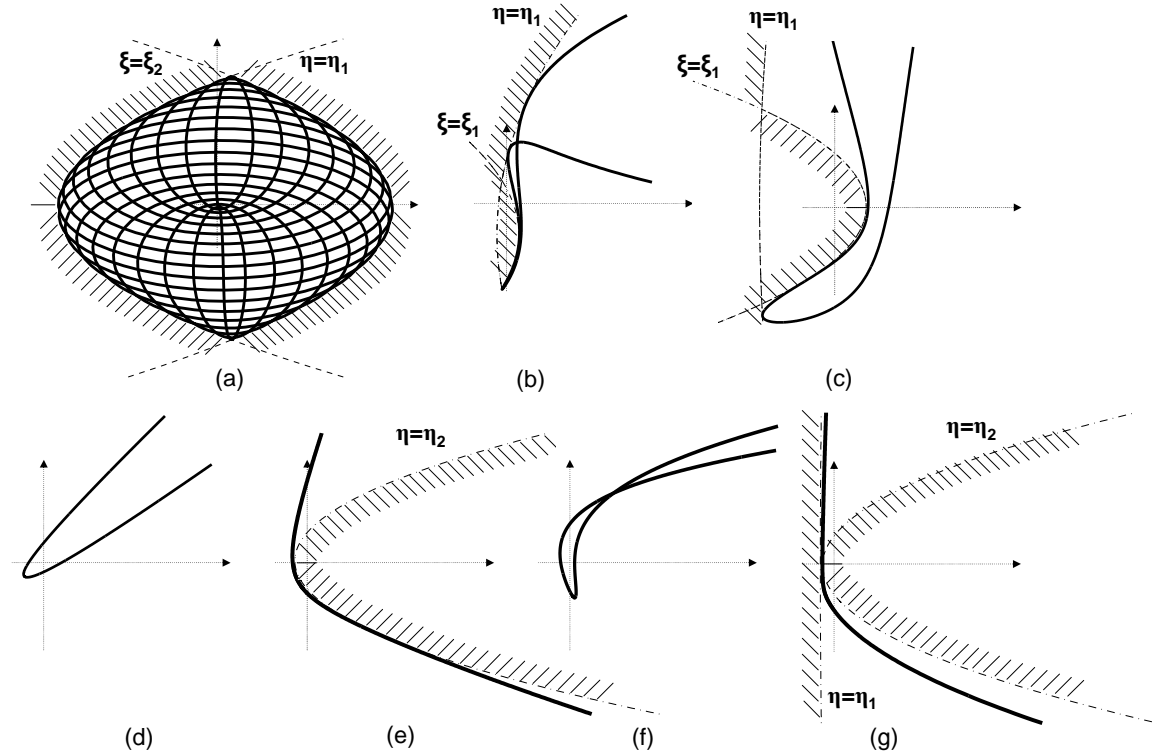 ξ=ξ₂
η=η₁
(a)
η=η₁
ξ=ξ₁
(b)
η=η₁
ξ=ξ₁
(c)
(d)
η=η₂
(e)
(f)
η=η₂
η=η₁
(g)